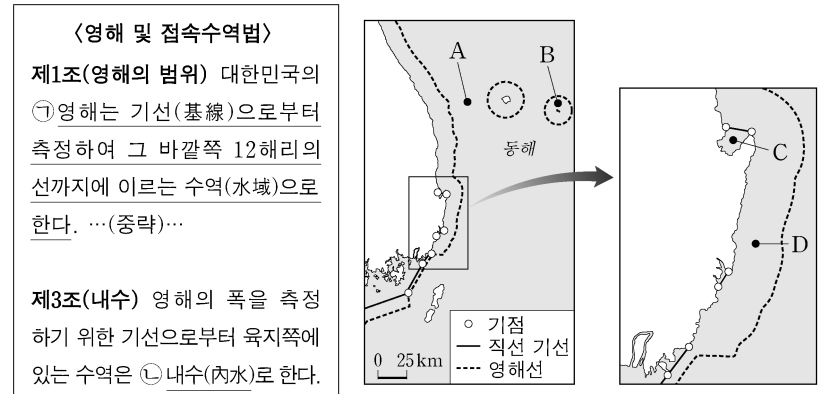 <영해 및 접속수역법>
제1조(영해의 범위) 대한민국의
㉠영해는 기선(基線)으로부터
측정하여 그 바깥쪽 12해리의
선까지에 이르는 수역(水域)으로
한다. …(중략)…
제3조(내수) 영해의 폭을 측정
하기 위한 기선으로부터 육지쪽에
있는 수역은 ㉡내수(內水)로 한다.
A
B
동해
0 25km
기점
직선 기선
영해선
C
D